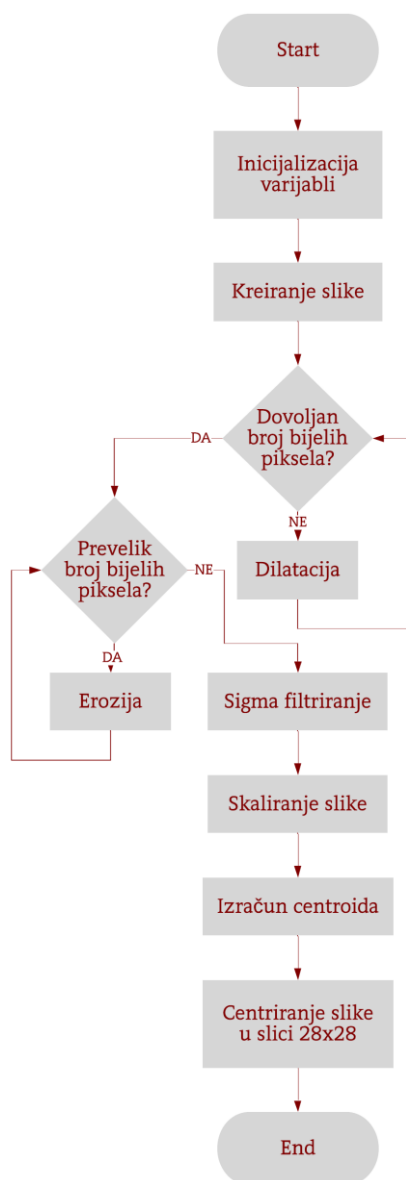 Start
Inicijalizacija
varijabli
Kreiranje slike
Dovoljan
broj bijelih
piksela?
DA
NE
Prevelik
broj bijelih
piksela?
NE
Dilatacija
DA
Erozija
Sigma filtriranje
Skaliranje slike
Izračun centroida
Centriranje slike
u slici 28x28
End